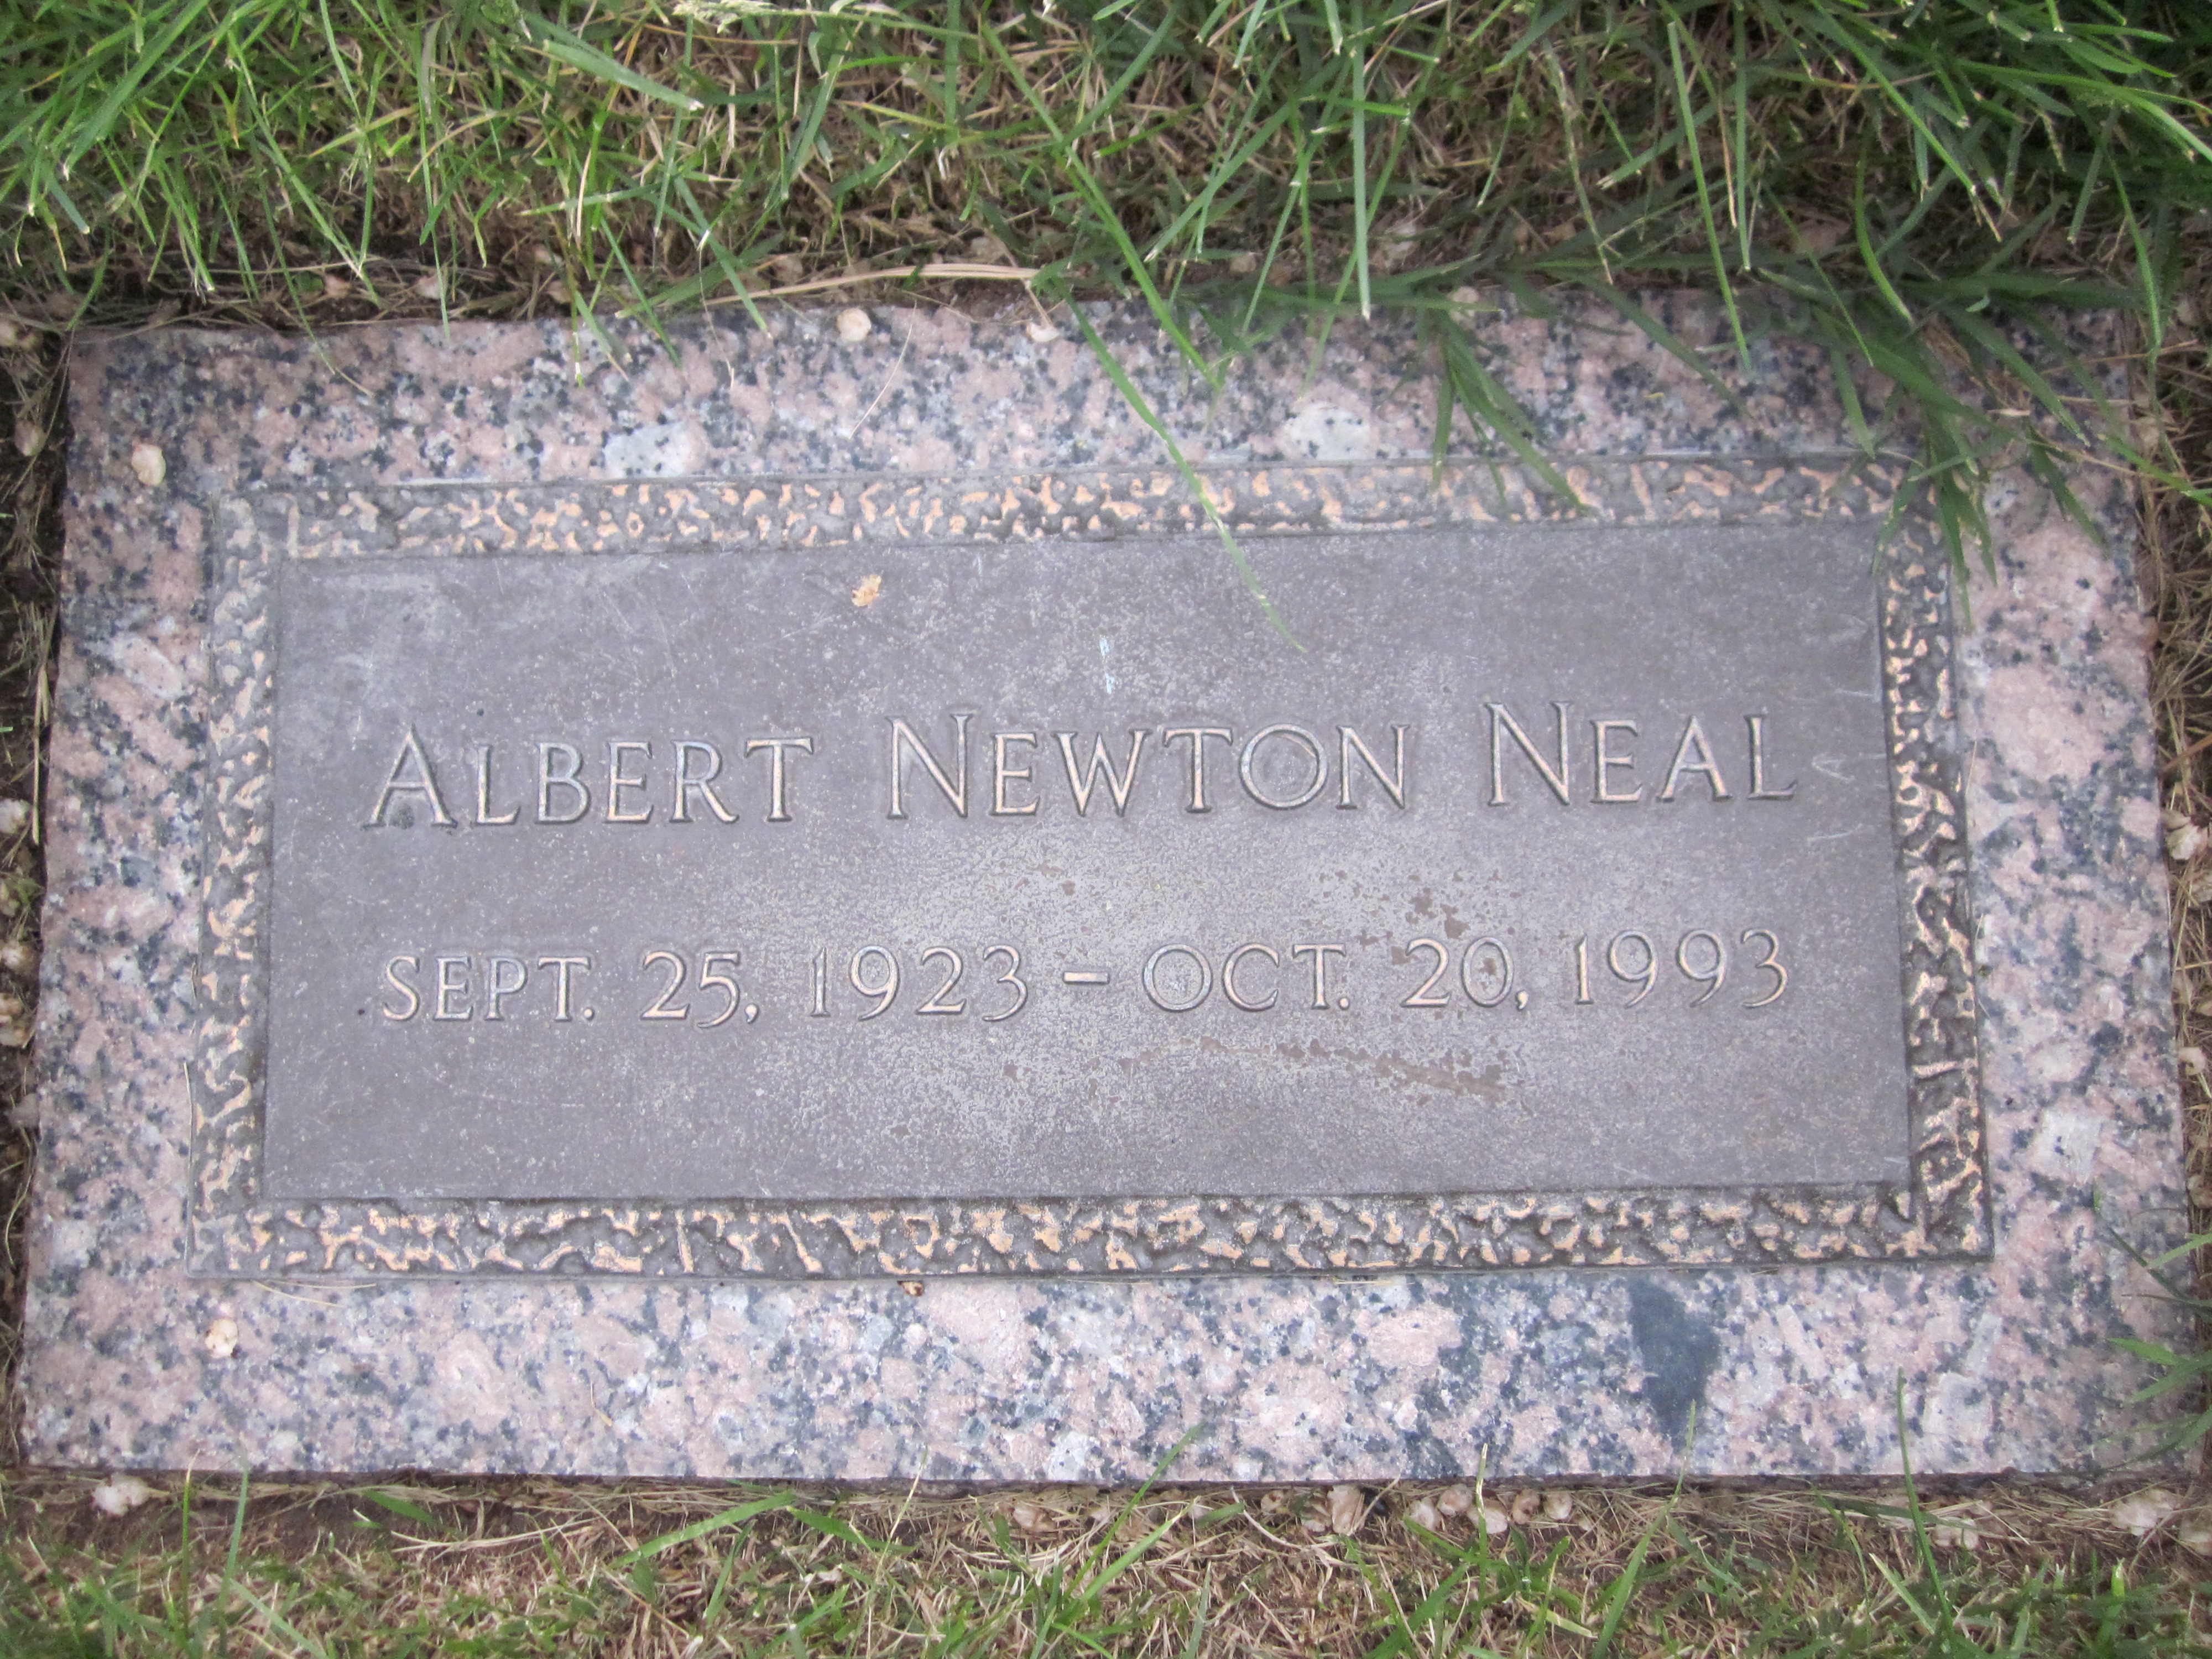 ALBERT NEWTON NEAL
SEPT. 25, 1923 – OCT. 20, 1993